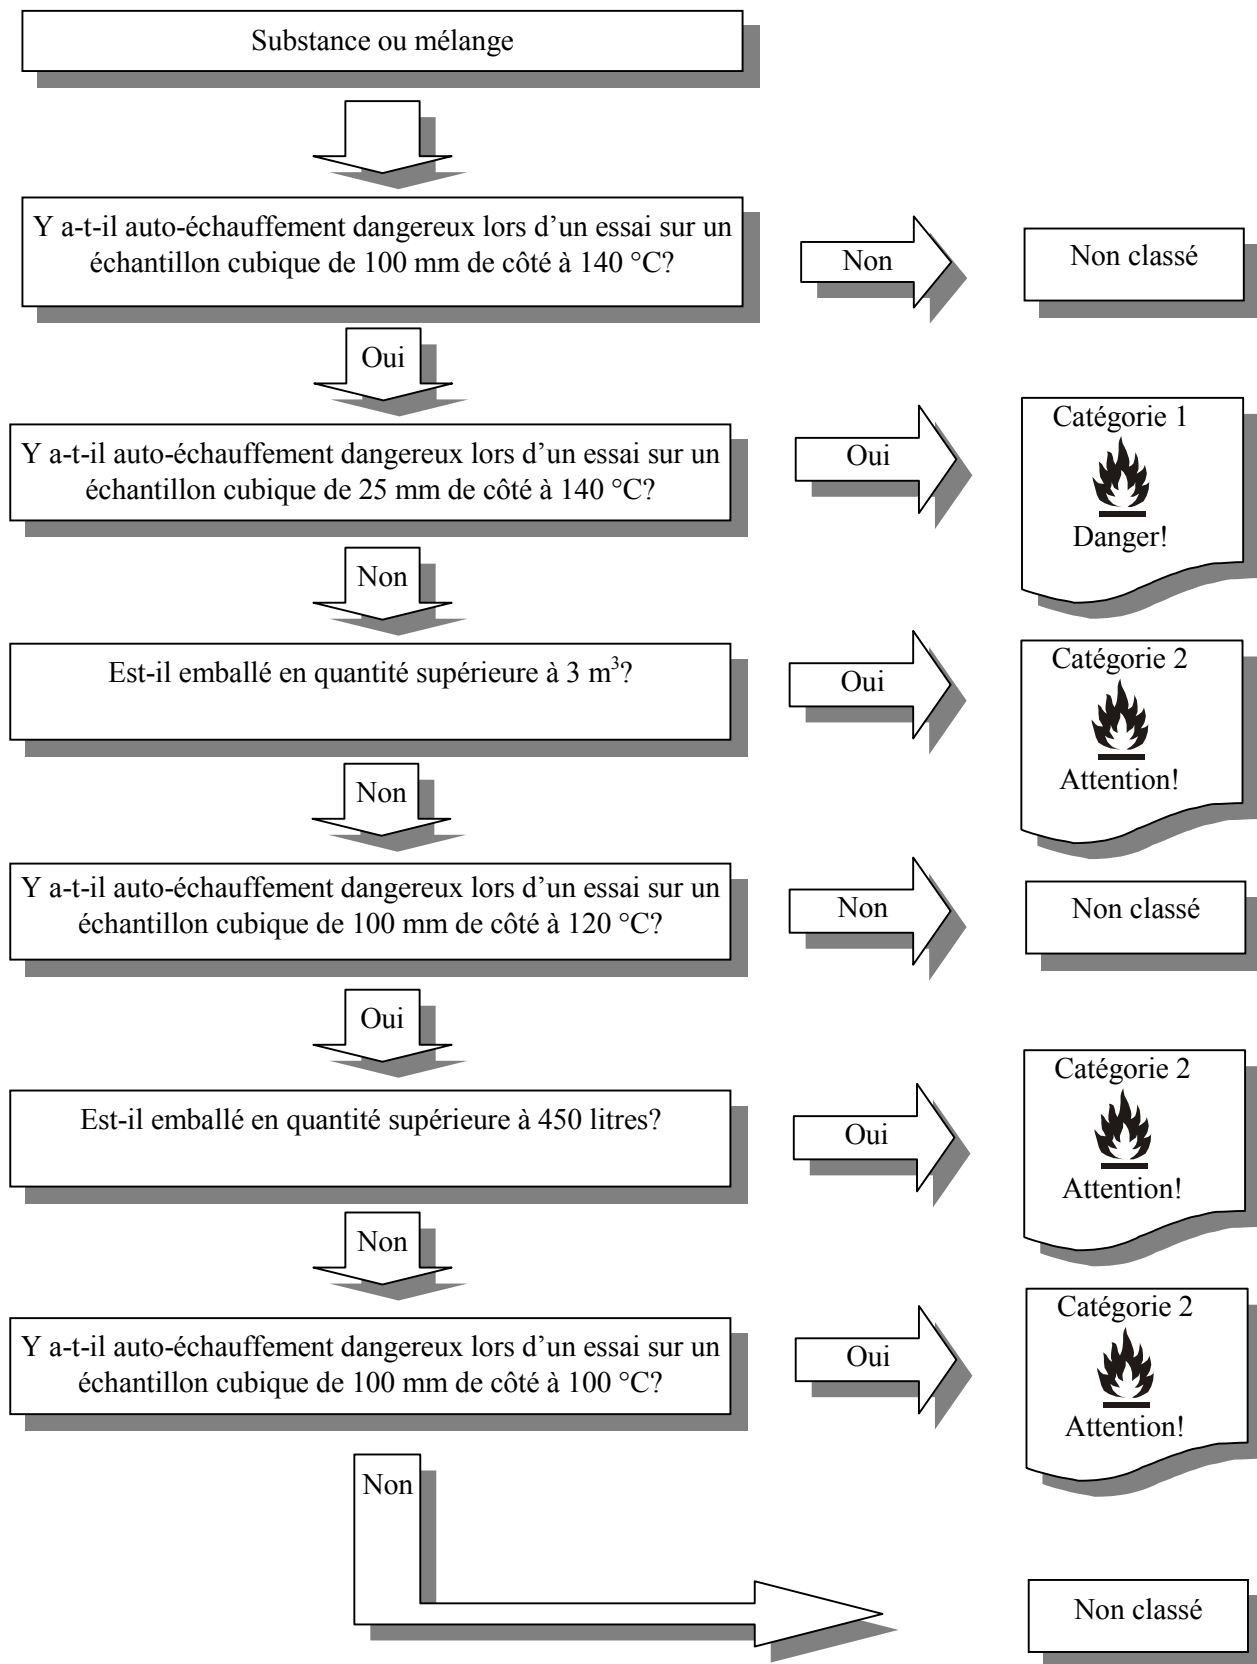 Substance ou mélange
Y a-t-il auto-échauffement dangereux lors d’un essai sur un
échantillon cubique de 100 mm de côté à 140 °C?
Non
Non classé
Oui
Y a-t-il auto-échauffement dangereux lors d’un essai sur un
échantillon cubique de 25 mm de côté à 140 °C?
Oui
Catégorie 1
Danger!
Non
Est-il emballé en quantité supérieure à 3 m³?
Oui
Catégorie 2
Attention!
Non
Y a-t-il auto-échauffement dangereux lors d’un essai sur un
échantillon cubique de 100 mm de côté à 120 °C?
Non
Non classé
Oui
Est-il emballé en quantité supérieure à 450 litres?
Oui
Catégorie 2
Attention!
Non
Y a-t-il auto-échauffement dangereux lors d’un essai sur un
échantillon cubique de 100 mm de côté à 100 °C?
Oui
Catégorie 2
Attention!
Non
Non classé